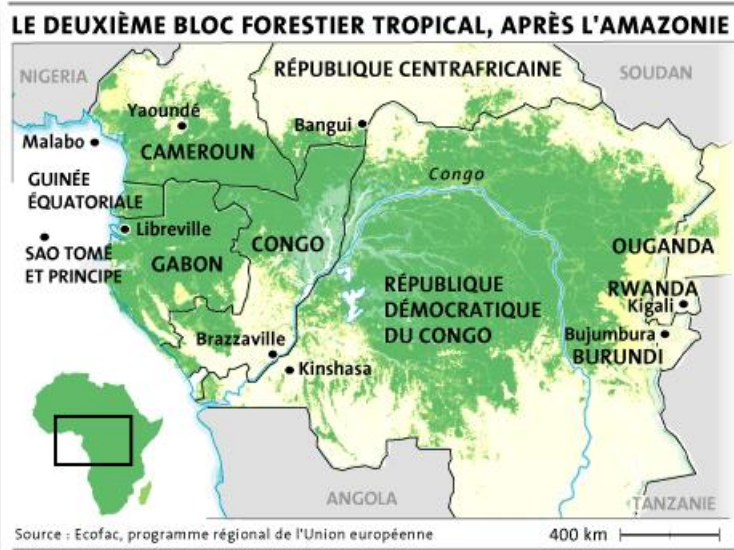 LE DEUXIÈME BLOC FORESTIER TROPICAL, APRÈS L'AMAZONIE
NIGERIA
RÉPUBLIQUE CENTRAFRICAINE
SOUDAN
Yaoundé
Bangui
Malabo
CAMEROUN
Congo
GUINÉE
ÉQUATORIALE
Libreville
SAO TOMÉ
ET PRINCIPE
GABON
CONGO
OUGANDA
RÉPUBLIQUE
DÉMOCRATIQUE
DU CONGO
RWANDA
Kigali
Brazzaville
Bujumbura
BURUNDI
Kinshasa
ANGOLA
TANZANIE
Source : Ecofac, programme régional de l'Union européenne
400 km